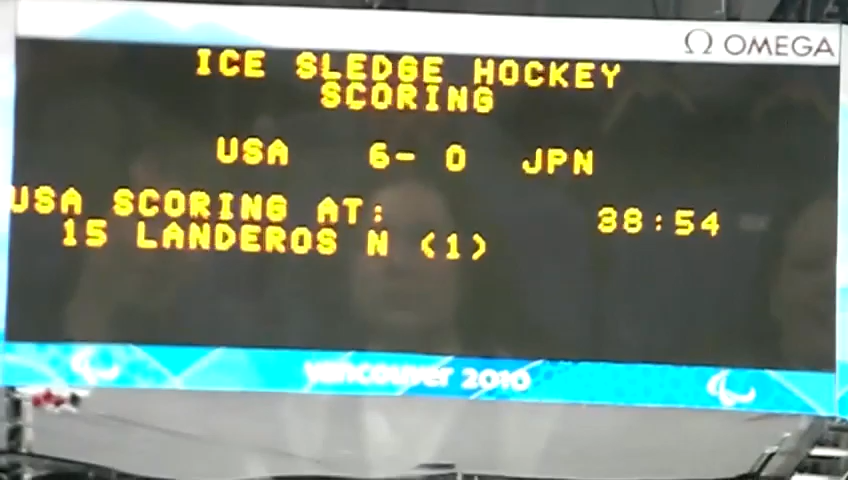 Ω OMEGA
ICE SLEDGE HOCKEY
SCORING
USA 6- 0 JPN
USA SCORING AT: 38:54
15 LANDEROS N (1)
vancouver 2010